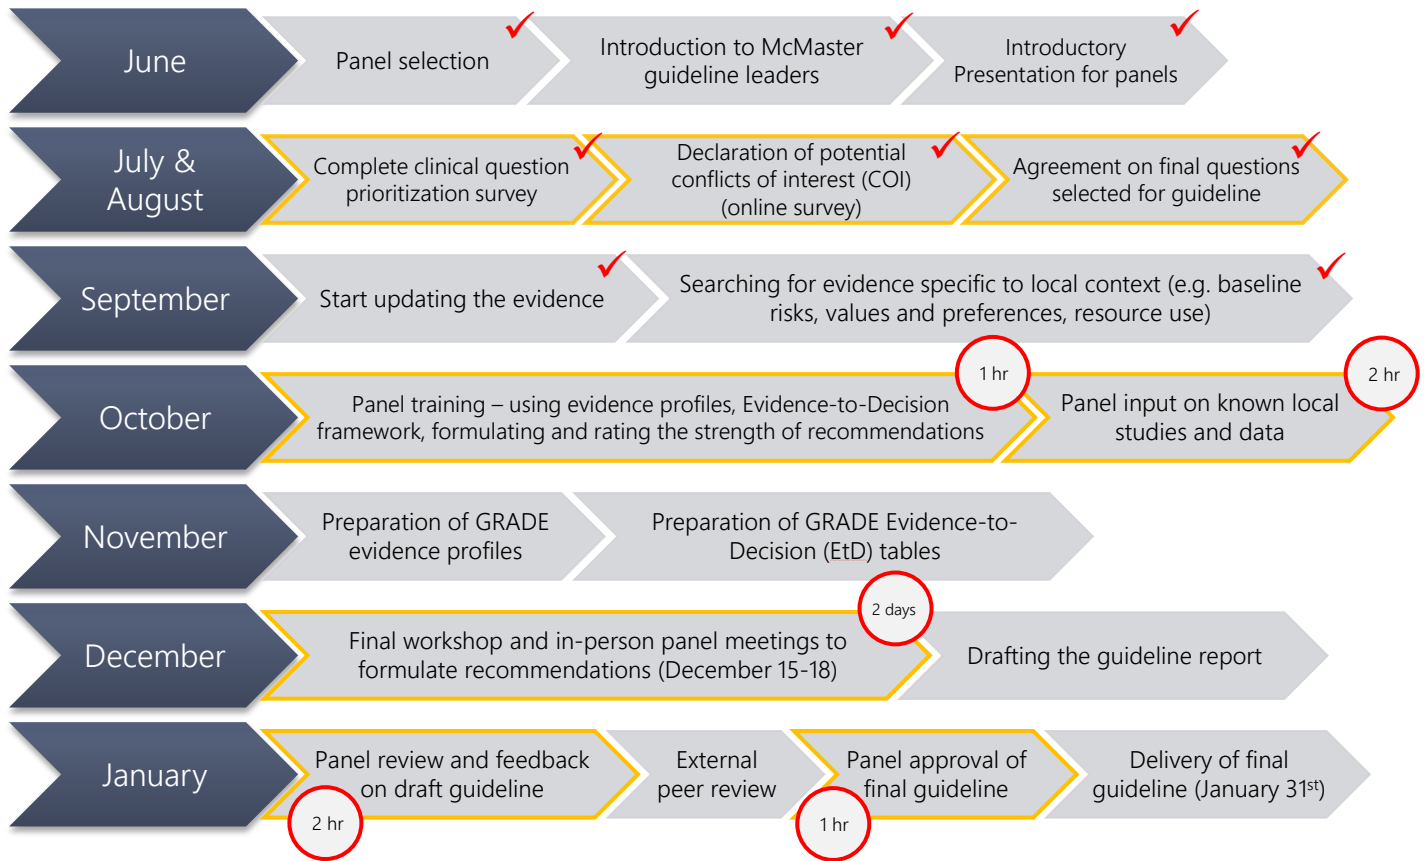 June
Panel selection
Introduction to McMaster
guideline leaders
Introductory
Presentation for panels
July &
August
Complete clinical question
prioritization survey
Declaration of potential
conflicts of interest (COI)
(online survey)
Agreement on final questions
selected for guideline
September
Start updating the evidence
Searching for evidence specific to local context (e.g. baseline
risks, values and preferences, resource use)
October
Panel training – using evidence profiles, Evidence-to-Decision
framework, formulating and rating the strength of recommendations
1 hr
Panel input on known local
studies and data
2 hr
November
Preparation of GRADE
evidence profiles
Preparation of GRADE Evidence-to-
Decision (EtD) tables
December
Final workshop and in-person panel meetings to
formulate recommendations (December 15-18)
2 days
Drafting the guideline report
January
Panel review and feedback
on draft guideline
2 hr
External
peer review
Panel approval of
final guideline
1 hr
Delivery of final
guideline (January 31st)